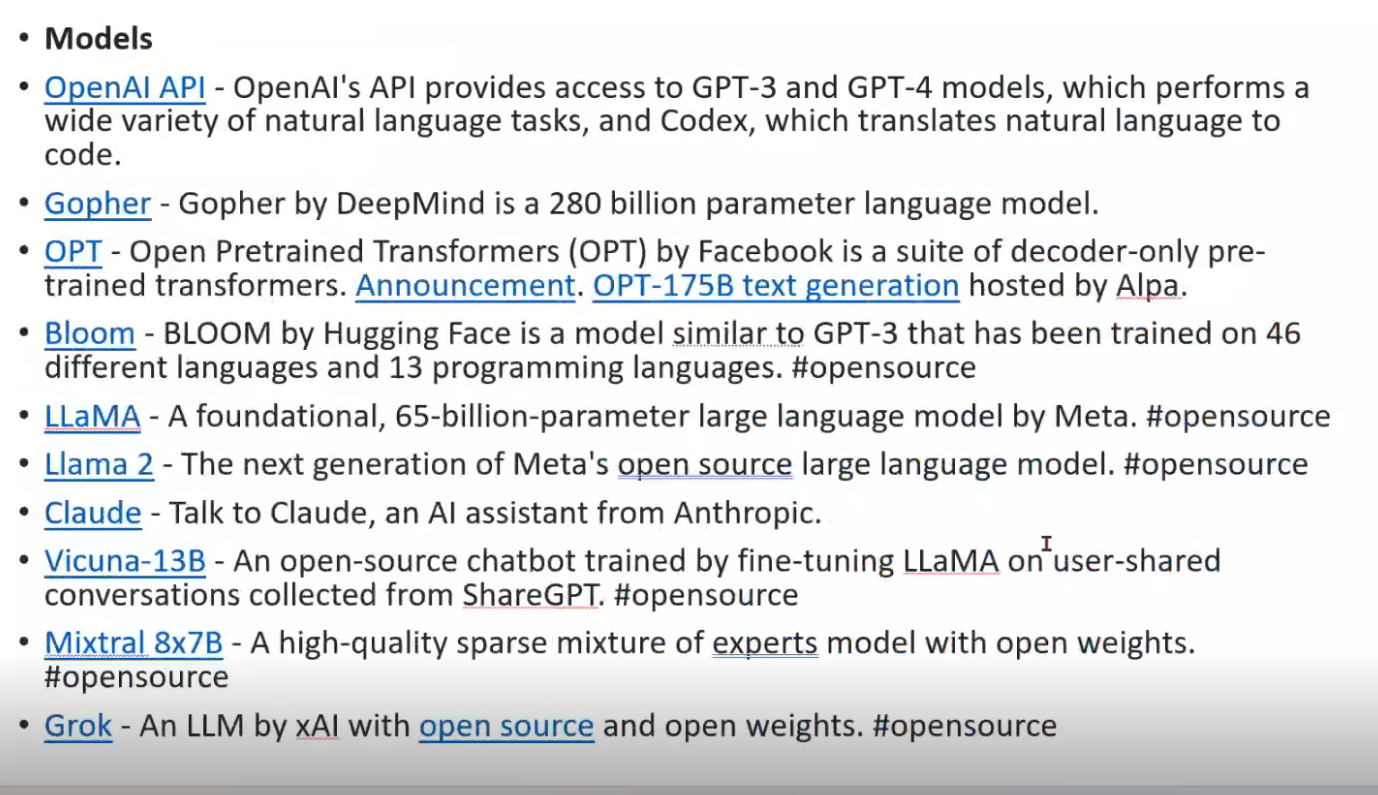 • Models
• OpenAI API - OpenAI's API provides access to GPT-3 and GPT-4 models, which performs a
wide variety of natural language tasks, and Codex, which translates natural language to
code.
• Gopher - Gopher by DeepMind is a 280 billion parameter language model.
• OPT - Open Pretrained Transformers (OPT) by Facebook is a suite of decoder-only pre-
trained transformers. Announcement. OPT-175B text generation hosted by Alpa.
• Bloom - BLOOM by Hugging Face is a model similar to GPT-3 that has been trained on 46
different languages and 13 programming languages. #opensource
• LLaMA - A foundational, 65-billion-parameter large language model by Meta. #opensource
• Llama 2 - The next generation of Meta's open source large language model. #opensource
• Claude - Talk to Claude, an AI assistant from Anthropic.
• Vicuna-13B - An open-source chatbot trained by fine-tuning LLaMA on user-shared
conversations collected from ShareGPT. #opensource
• Mixtral 8x7B - A high-quality sparse mixture of experts model with open weights.
#opensource
• Grok - An LLM by xAI with open source and open weights. #opensource